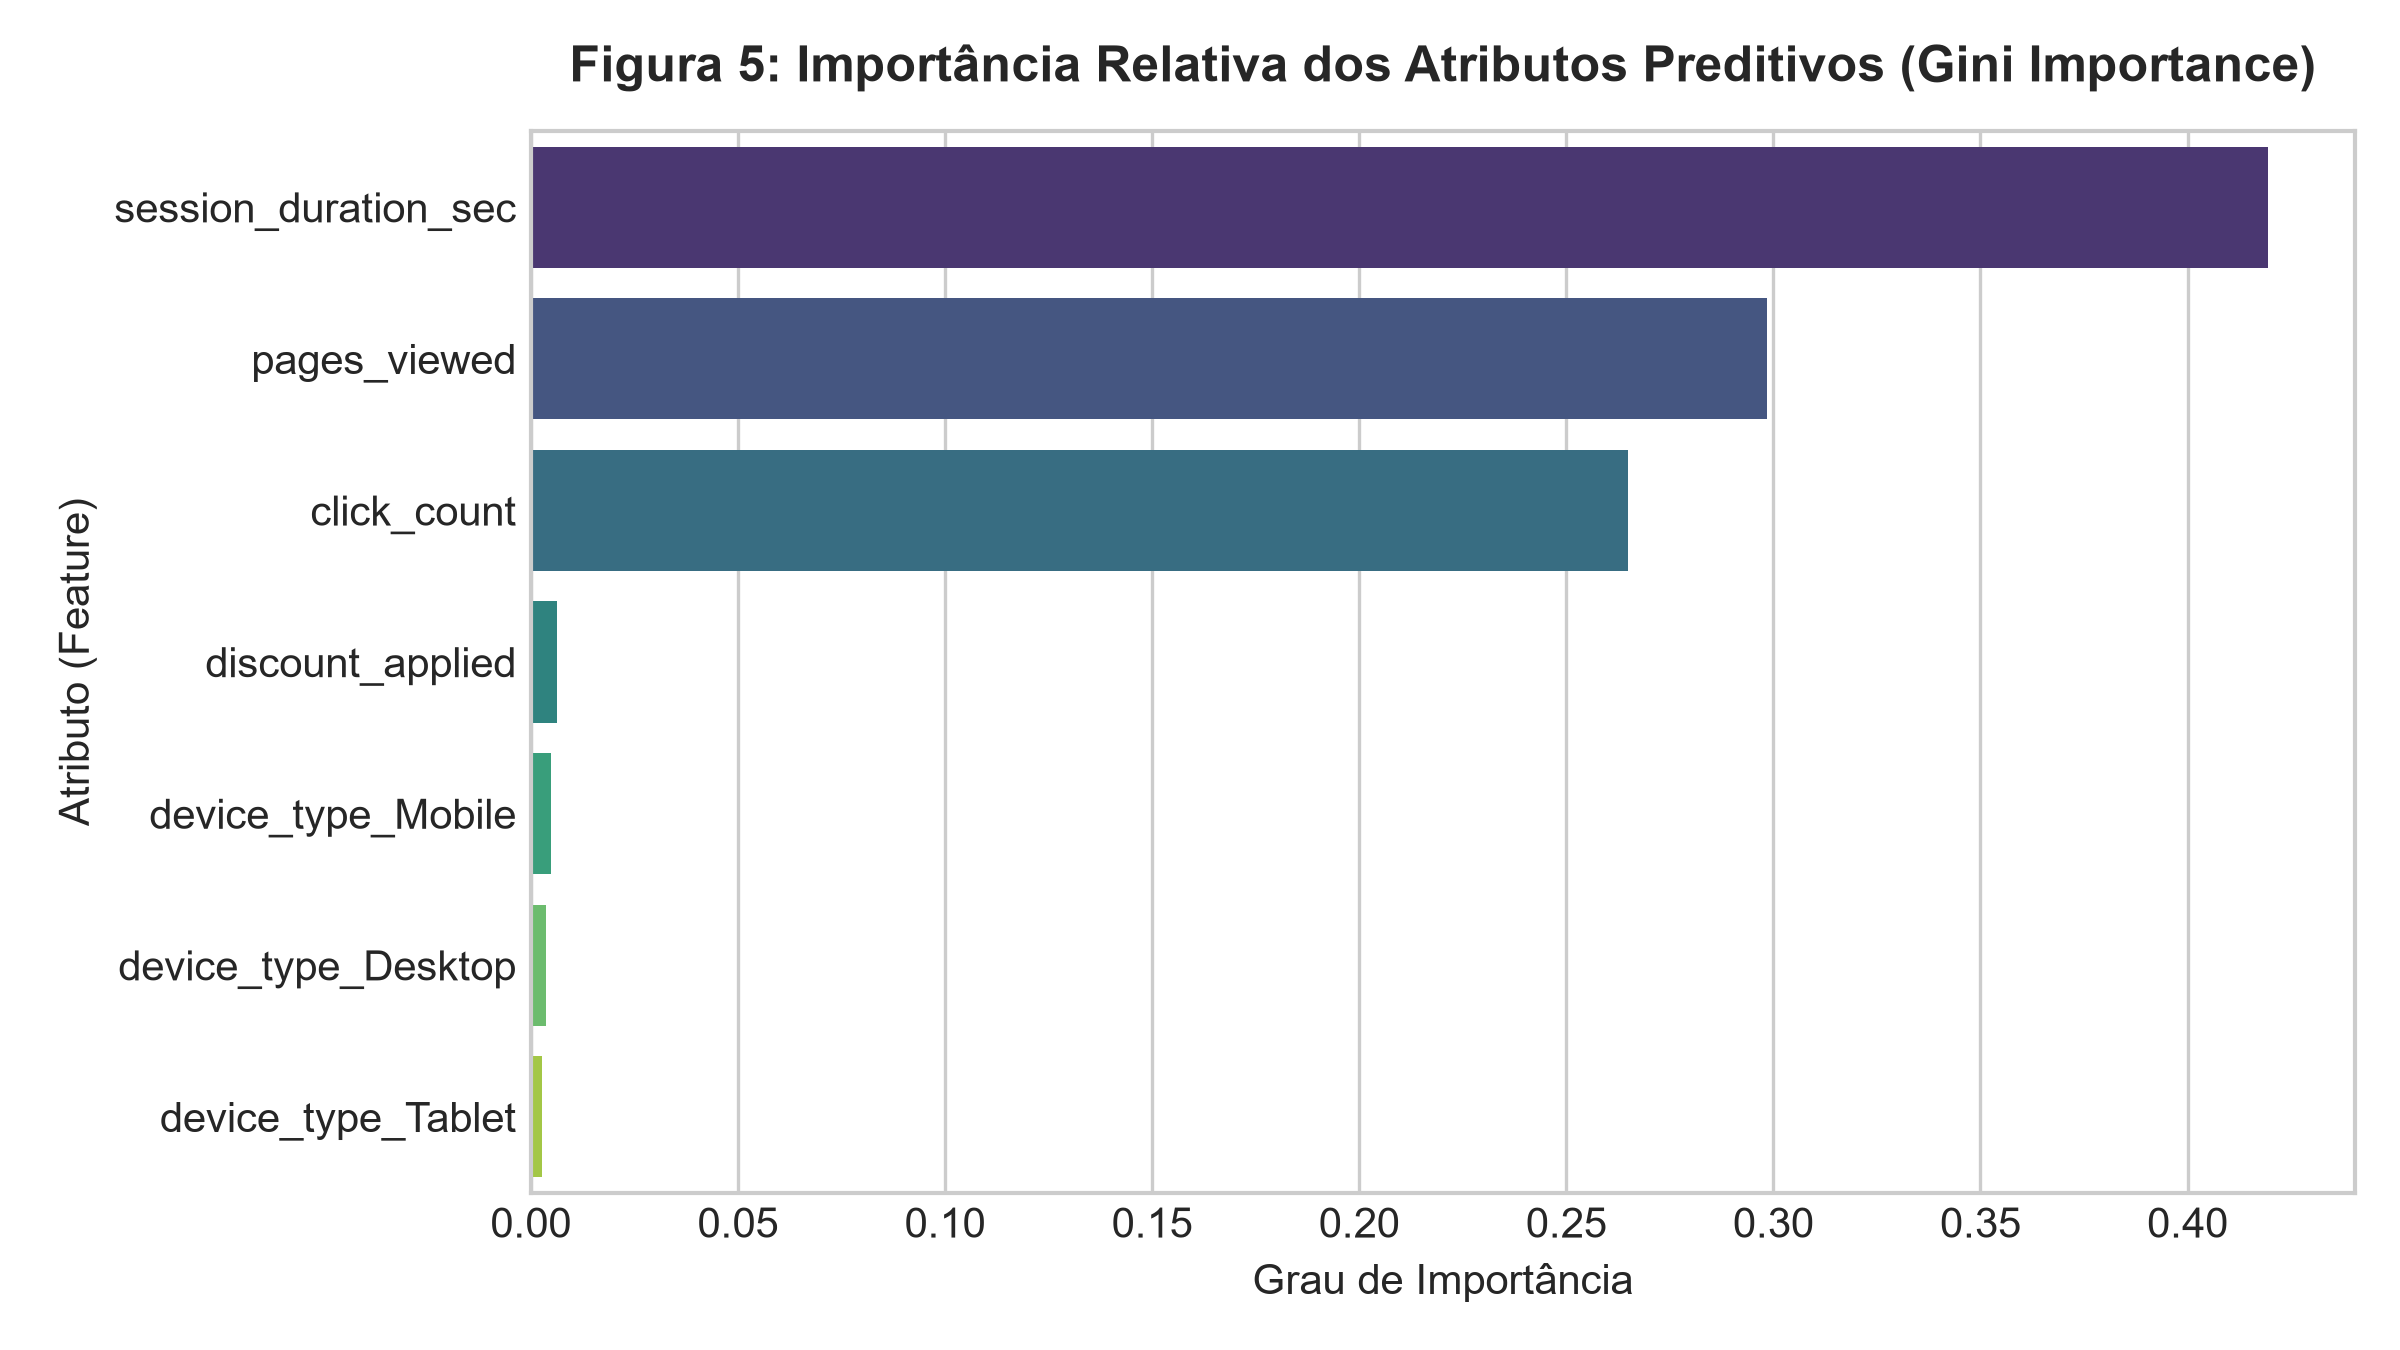 Figura 5: Importância Relativa dos Atributos Preditivos (Gini Importance)
Atributo (Feature)
session_duration_sec
pages_viewed
click_count
discount_applied
device_type_Mobile
device_type_Desktop
device_type_Tablet
0.00 0.05 0.10 0.15 0.20 0.25 0.30 0.35 0.40
Grau de Importância